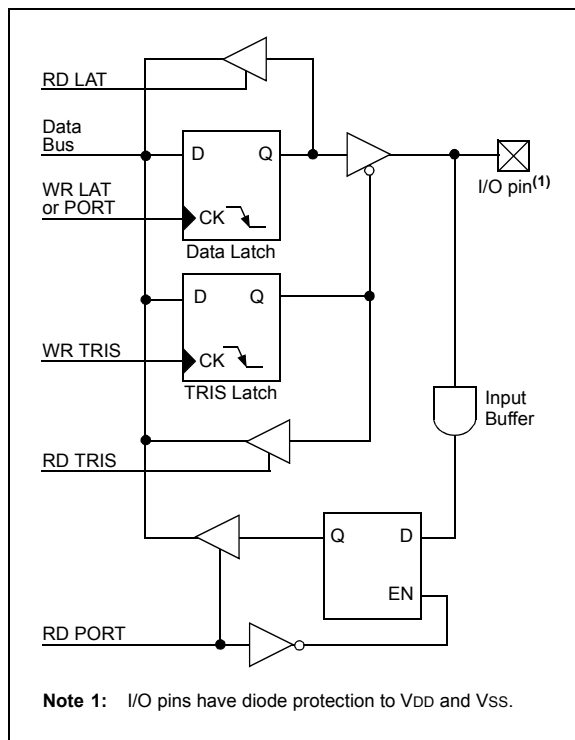 RD LAT
Data
Bus
D Q
I/O pin(1)
WR LAT
or PORT
CK
Data Latch
D Q
WR TRIS
CK
TRIS Latch
Input
Buffer
RD TRIS
Q D
EN
RD PORT
Note 1: I/O pins have diode protection to VDD and VSS.